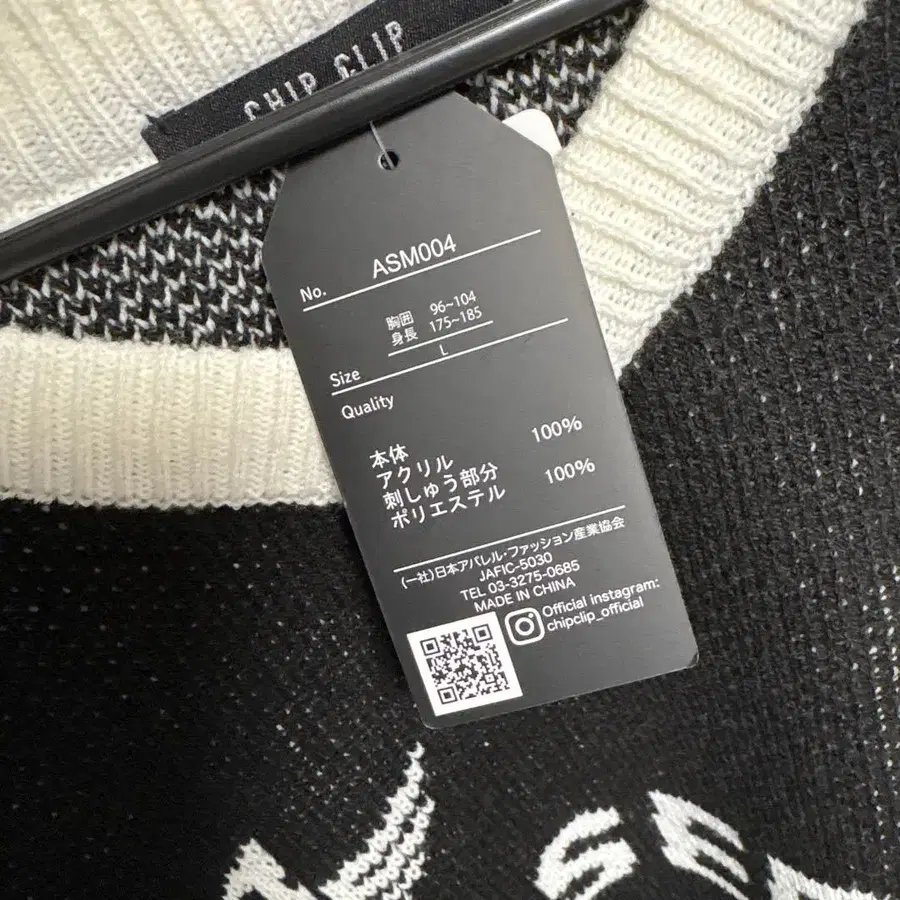 CHIP CLIP
No. ASM004
胸囲 96~104
身長 175~185
Size L
Quality
本体
アクリル 100%
刺しゅう部分
ポリエステル 100%
(一社)日本アパレル・ファッション産業協会
JAFIC-5030
TEL 03-3275-0685
MADE IN CHINA
Official instagram:
chipclip_official